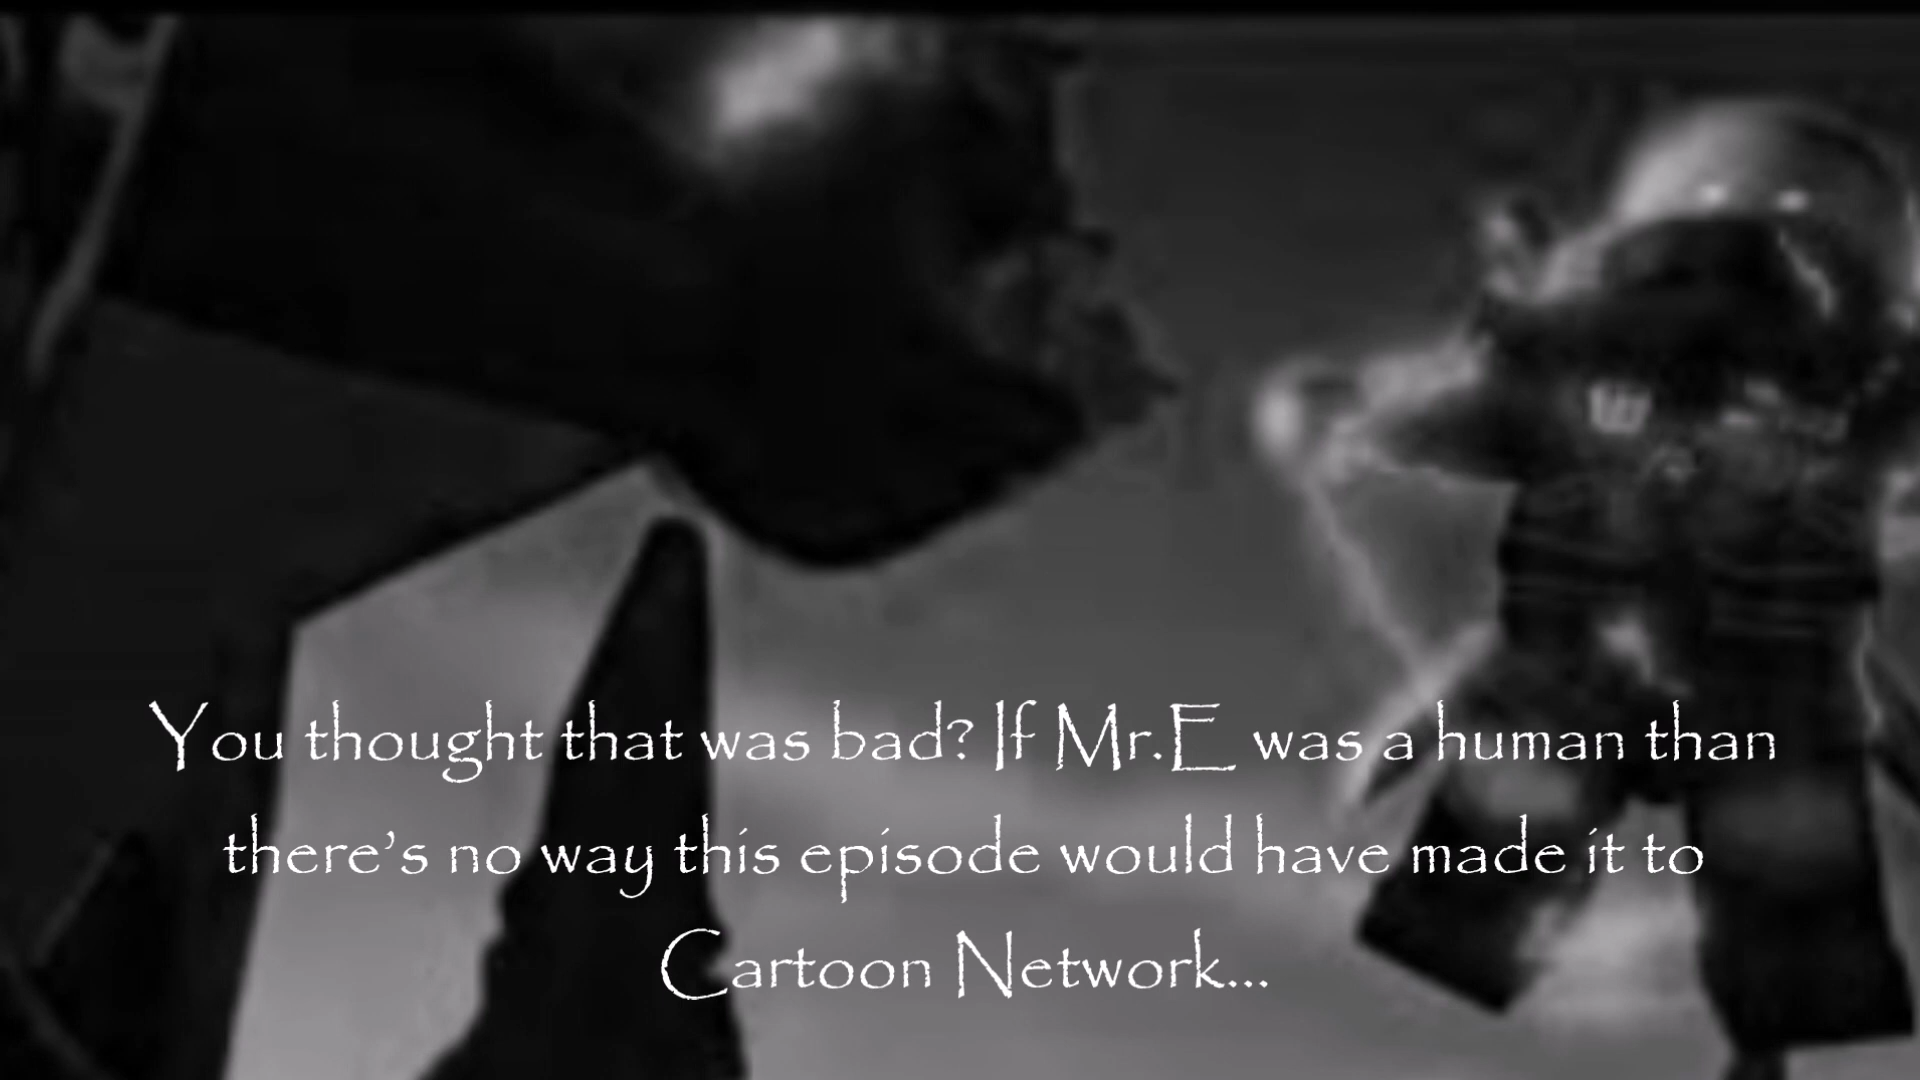 You thought that was bad? If Mr.E was a human than
there's no way this episode would have made it to
Cartoon Network...